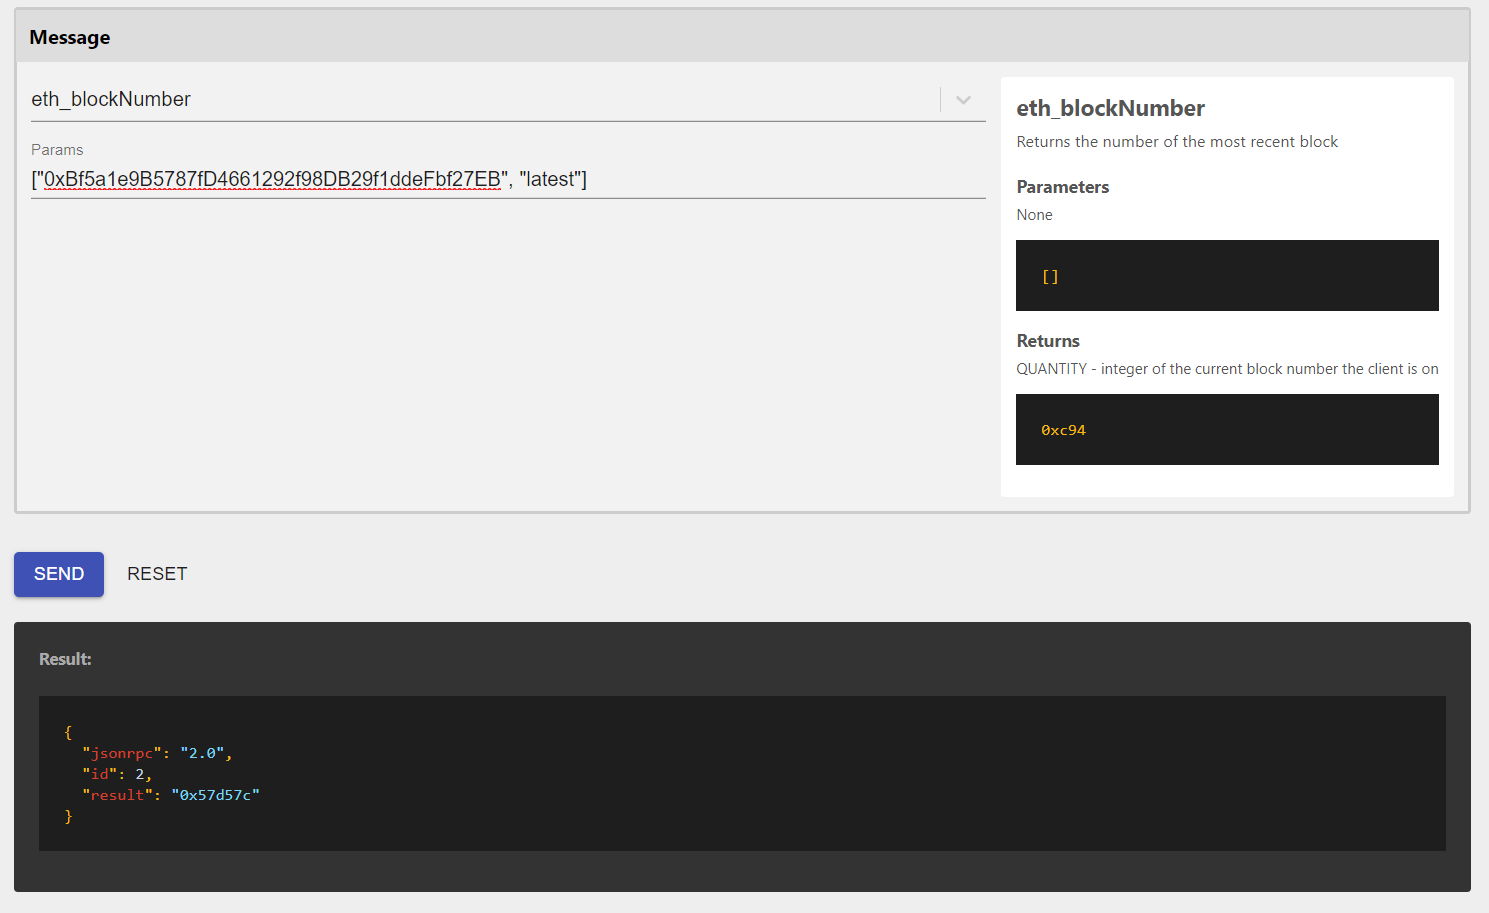 Message
eth_blockNumber
Params
["0xBf5a1e9B5787fD4661292f98DB29f1ddeFbf27EB", "latest"]
eth_blockNumber
Returns the number of the most recent block
Parameters
None
[]
Returns
QUANTITY - integer of the current block number the client is on
0xc94
SEND RESET
Result:
{
"jsonrpc": "2.0",
"id": 2,
"result": "0x57d57c"
}